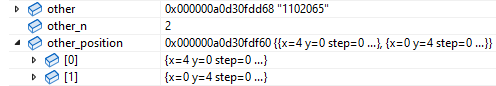 other 0x000000a0d30fdd68 "1102065"
other_n 2
other_position 0x000000a0d30fdf60 {{x=4 y=0 step=0 ...}, {x=0 y=4 step=0 ...}}
[0] {x=4 y=0 step=0 ...}
[1] {x=0 y=4 step=0 ...}